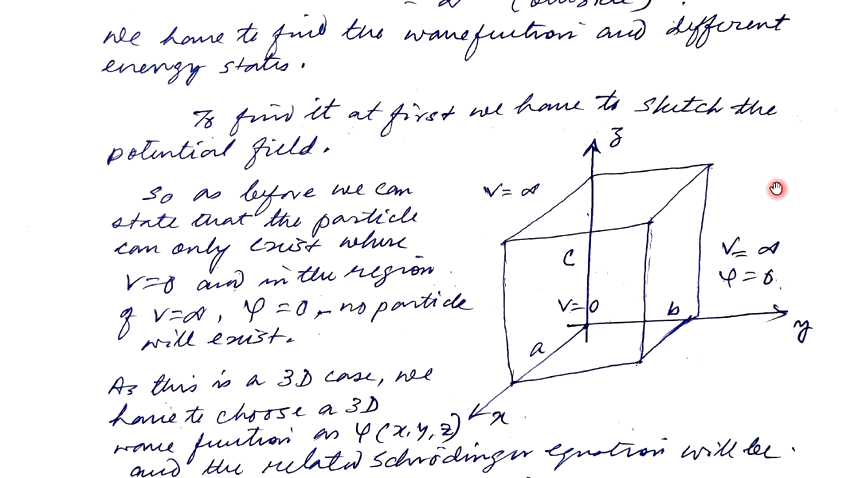 = ∞ (outside).
We have to find the wavefunction and different
energy states.
To find it at first we have to sketch the
potential field.
So as before we can
state that the particle
can only exist where
V=0 and in the region
of V=∞, φ=0, no particle
will exist.
As this is a 3D case, we
have to choose a 3D
wave function as φ(x,y,z)
and the related Schrödinger equation will be.
z
V=∞
c
V=∞
φ=0.
V=0
b
y
a
x